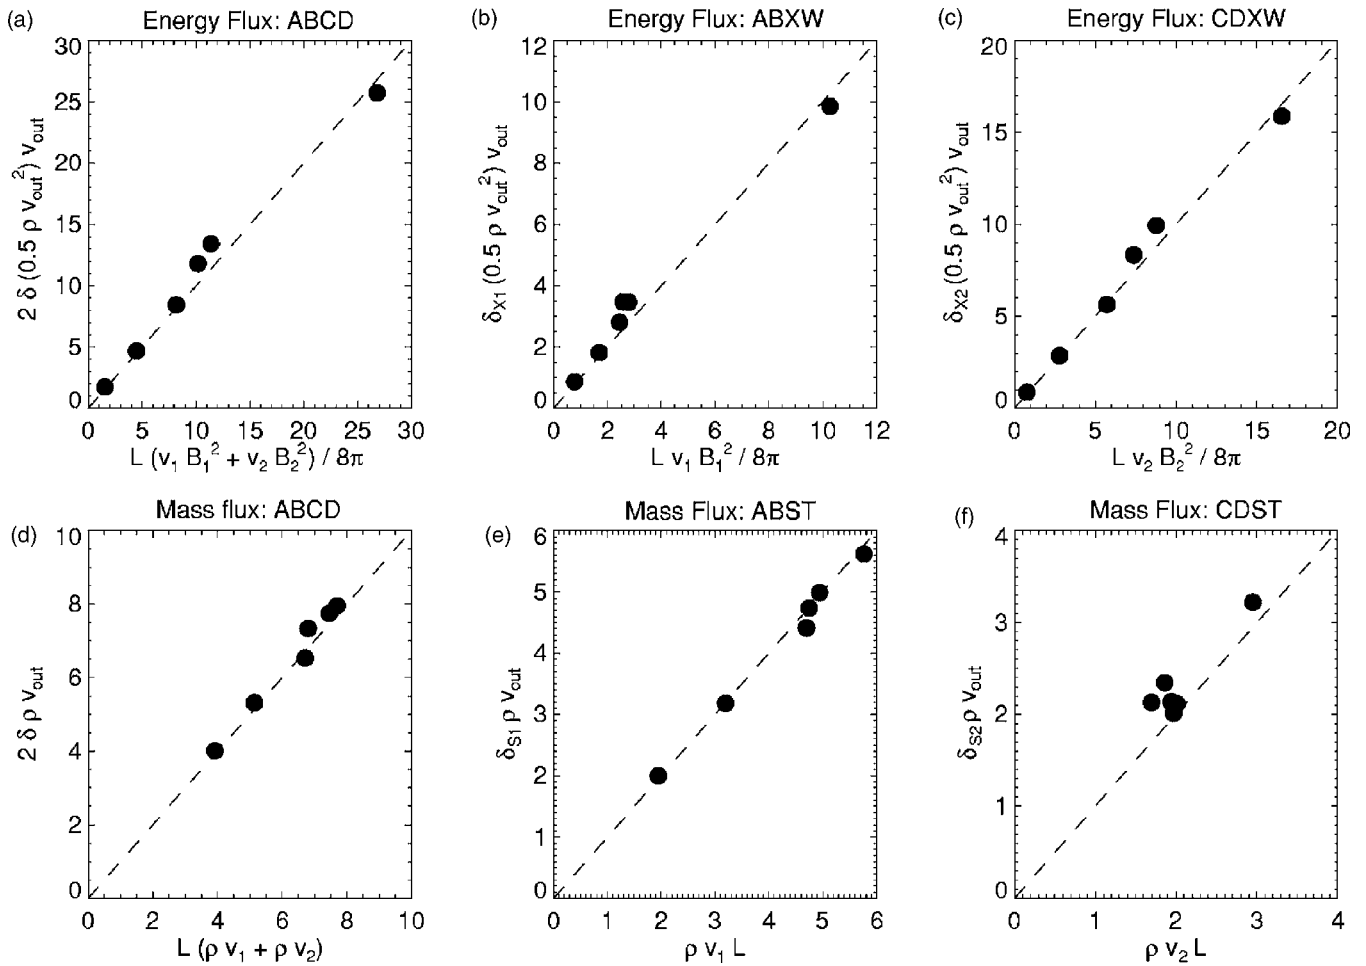 (a) Energy Flux: ABCD
30
25
20
15
10
5
0
2 δ (0.5 ρ v_out^2) v_out
0 5 10 15 20 25 30
L (v_1 B_1^2 + v_2 B_2^2) / 8π
(b) Energy Flux: ABXW
12
10
8
6
4
2
0
δ_X1 (0.5 ρ v_out^2) v_out
0 2 4 6 8 10 12
L v_1 B_1^2 / 8π
(c) Energy Flux: CDXW
20
15
10
5
0
δ_X2 (0.5 ρ v_out^2) v_out
0 5 10 15 20
L v_2 B_2^2 / 8π
(d) Mass flux: ABCD
10
8
6
4
2
0
2 δ ρ v_out
0 2 4 6 8 10
L (ρ v_1 + ρ v_2)
(e) Mass Flux: ABST
6
5
4
3
2
1
0
δ_S1 ρ v_out
0 1 2 3 4 5 6
ρ v_1 L
(f) Mass Flux: CDST
4
3
2
1
0
δ_S2 ρ v_out
0 1 2 3 4
ρ v_2 L